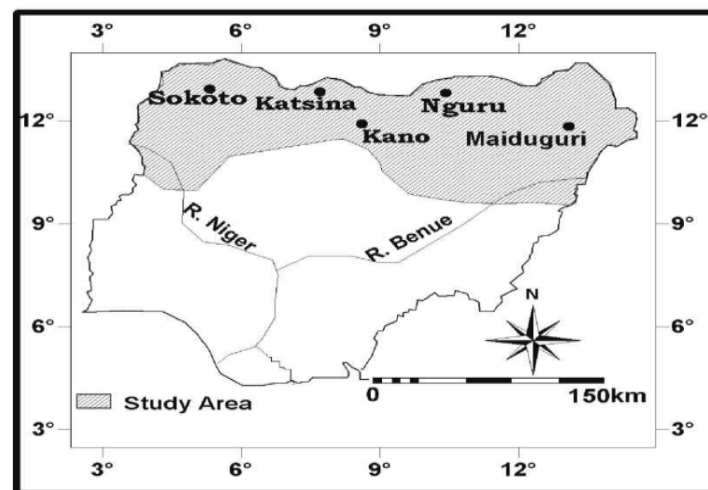 3° 6° 9° 12°
Sokoto
Katsina
Nguru
12° 12°
Kano
Maiduguri
9° 9°
R. Niger
R. Benue
N
6° 6°
Study Area
0 150km
3° 3°
3° 6° 9° 12°